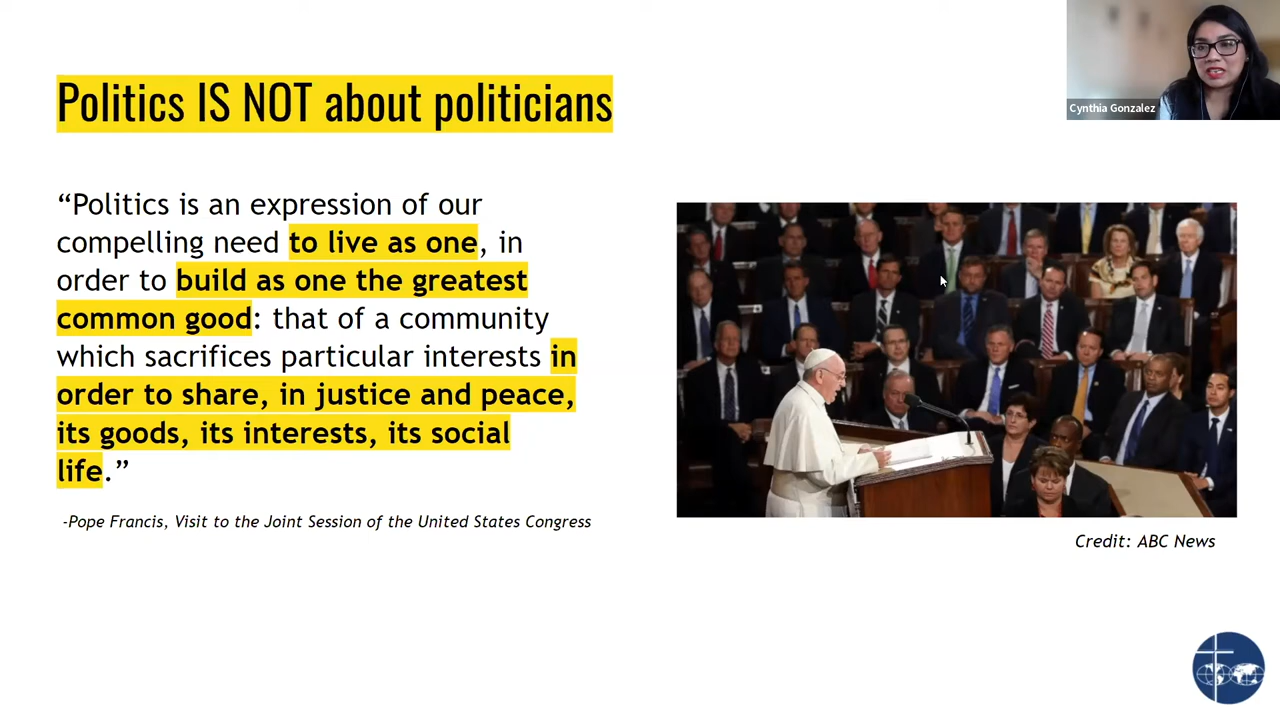 Politics IS NOT about politicians
Cynthia Gonzalez
“Politics is an expression of our
compelling need to live as one, in
order to build as one the greatest
common good: that of a community
which sacrifices particular interests in
order to share, in justice and peace,
its goods, its interests, its social
life.”
-Pope Francis, Visit to the Joint Session of the United States Congress
Credit: ABC News